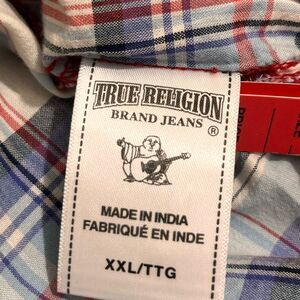 TRUE RELIGION
BRAND JEANS ®
MADE IN INDIA
FABRIQUÉ EN INDE
XXL/TTG